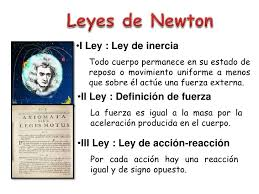 Leyes de Newton
•I Ley : Ley de inercia
Todo cuerpo permanece en su estado de
reposo o movimiento uniforme a menos
que sobre él actúe una fuerza externa.
•II Ley : Definición de fuerza
La fuerza es igual a la masa por la
aceleración producida en el cuerpo.
•III Ley : Ley de acción-reacción
Por cada acción hay una reacción
igual y de signo opuesto.
AXIOMATA